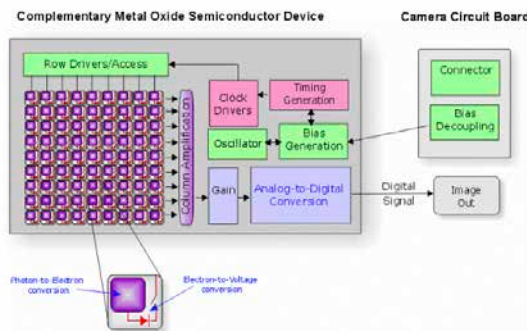 Complementary Metal Oxide Semiconductor Device
Camera Circuit Board
Row Drivers/Access
Connector
Clock
Drivers
Timing
Generation
Bias
Decoupling
Oscillator
Bias
Generation
Column Amplification
Gain
Analog-to-Digital
Conversion
Digital
Signal
Image
Out
Photon-to-Electron
conversion
Electron-to-Voltage
conversion